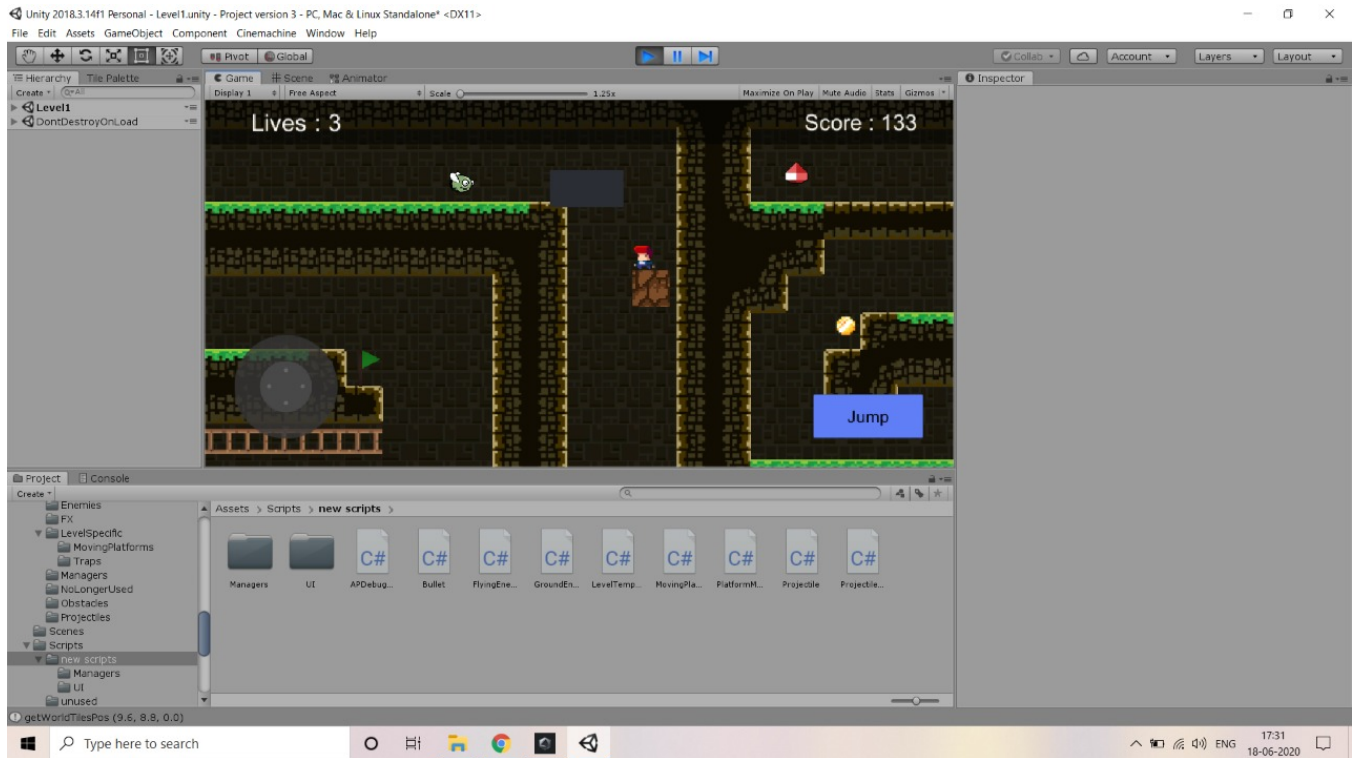 Unity 2018.3.14f1 Personal - Level1.unity - Project version 3 - PC, Mac & Linux Standalone* <DX11>
File Edit Assets GameObject Component Cinemachine Window Help
Pivot Global Collab Account Layers Layout
Hierarchy Tile Palette Game Scene Animator Inspector
Create All Display 1 Free Aspect Scale 1.25x Maximize On Play Mute Audio Stats Gizmos
Level1
DontDestroyOnLoad
Lives : 3 Score : 133
Jump
Project Console
Create
Assets > Scripts > new scripts >
Enemies
FX
LevelSpecific
MovingPlatforms
Traps
Managers
NoLongerUsed
Obstacles
Projectiles
Scenes
Scripts
new scripts
Managers
UI
unused
C# C# C# C# C# C# C# C# C#
Managers UI APDebug... Bullet FlyingEne... GroundEn... LevelTemp... MovingPla... PlatformM... Projectile Projectile...
getWorldTilesPos (9.6, 8.8, 0.0)
Type here to search ENG 17:31
18-06-2020